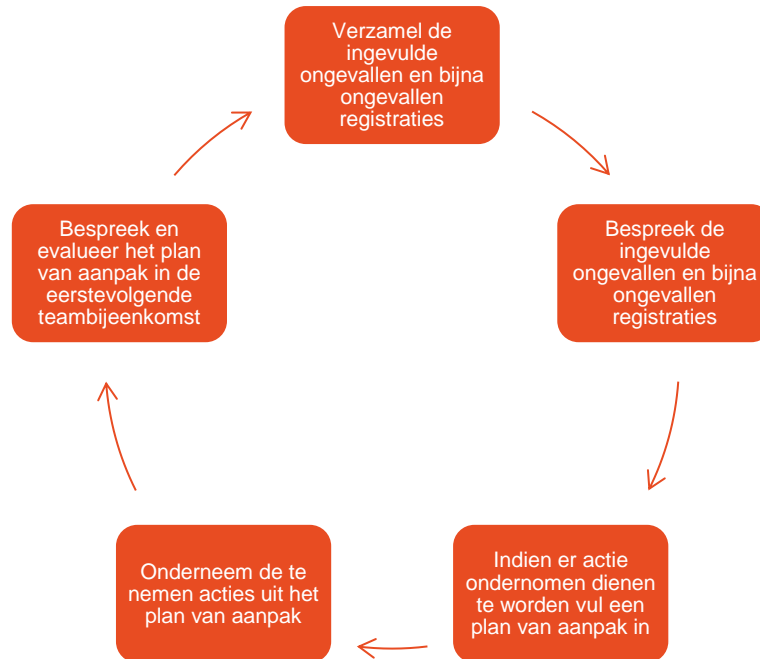 Verzamel de
ingevulde
ongevallen en bijna
ongevallen
registraties
Bespreek de
ingevulde
ongevallen en bijna
ongevallen
registraties
Indien er actie
ondernomen dienen
te worden vul een
plan van aanpak in
Onderneem de te
nemen acties uit het
plan van aanpak
Bespreek en
evalueer het plan
van aanpak in de
eerstevolgende
teambijeenkomst